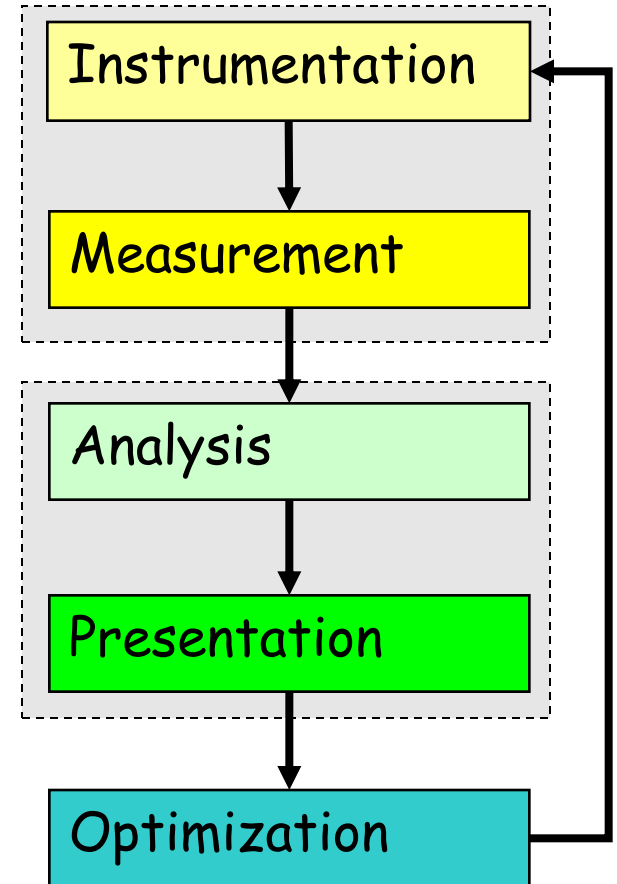 Instrumentation
Measurement
Analysis
Presentation
Optimization